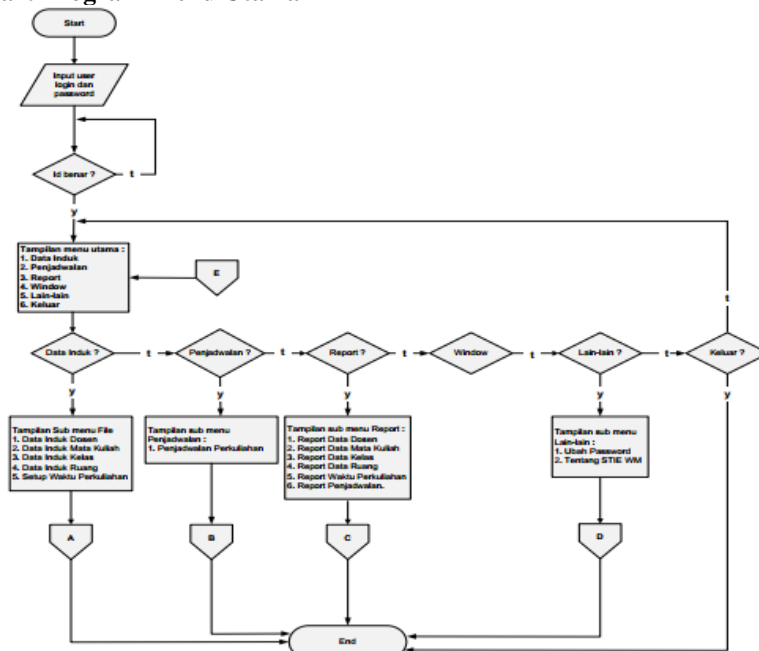 Start
Input user
login dan
password
Id benar ?
t
y
Tampilan menu utama :
1. Data Induk
2. Penjadwalan
3. Report
4. Window
5. Lain-lain
6. Keluar
E
t
Data Induk ?
t
Penjadwalan ?
t
Report ?
t
Window
t
Lain-lain ?
t
Keluar ?
y
y
y
y
y
Tampilan Sub menu File
1. Data Induk Dosen
2. Data Induk Mata Kuliah
3. Data Induk Kelas
4. Data Induk Ruang
5. Setup Waktu Perkuliahan
Tampilan sub menu
Penjadwalan :
1. Penjadwalan Perkuliahan
Tampilan sub menu Report :
1. Report Data Dosen
2. Report Data Mata Kuliah
3. Report Data Kelas
4. Report Data Ruang
5. Report Waktu Perkuliahan
6. Report Penjadwalan.
Tampilan sub menu
Lain-lain :
1. Ubah Password
2. Tentang STIE WM
A
B
C
D
End